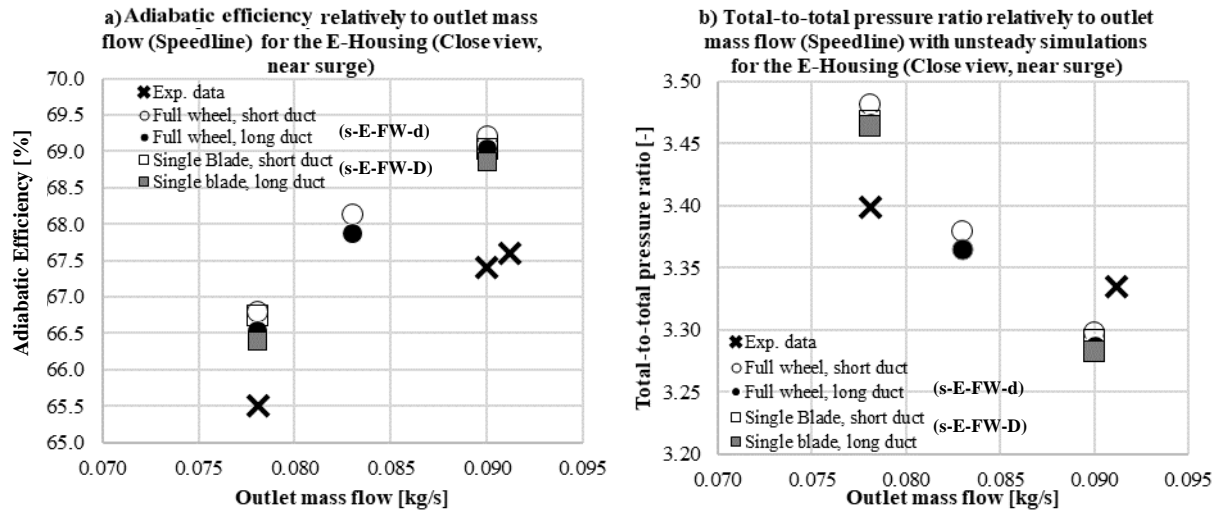 a) Adiabatic efficiency relatively to outlet mass
flow (Speedline) for the E-Housing (Close view,
near surge)
70.0
69.5
69.0
68.5
68.0
67.5
67.0
66.5
66.0
65.5
65.0
Adiabatic Efficiency [%]
Exp. data
Full wheel, short duct
Full wheel, long duct (s-E-FW-d)
Single Blade, short duct
(s-E-FW-D)
Single blade, long duct
0.070 0.075 0.080 0.085 0.090 0.095
Outlet mass flow [kg/s]
b) Total-to-total pressure ratio relatively to outlet
mass flow (Speedline) with unsteady simulations
for the E-Housing (Close view, near surge)
3.50
3.45
3.40
3.35
3.30
3.25
3.20
Total-to-total pressure ratio [-]
Exp. data
Full wheel, short duct
Full wheel, long duct (s-E-FW-d)
Single Blade, short duct
(s-E-FW-D)
Single blade, long duct
0.070 0.075 0.080 0.085 0.090 0.095
Outlet mass flow [kg/s]